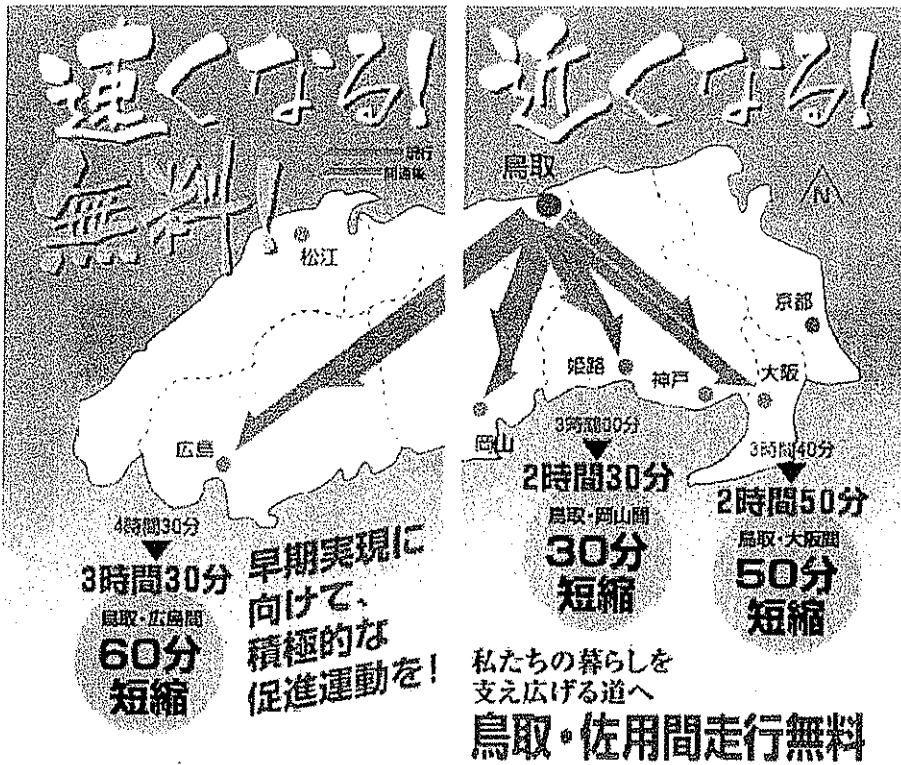 速くなる!
無料!
現行
開通後
松江
広島
4時間30分
3時間30分
鳥取・広島間
60分
短縮
早期実現に
向けて、
積極的な
促進運動を!
近くなる!
鳥取
N
京都
姫路
神戸
大阪
岡山
3時間00分
2時間30分
鳥取・岡山間
30分
短縮
3時間40分
2時間50分
鳥取・大阪間
50分
短縮
私たちの暮らしを
支え広げる道へ
鳥取・佐用間走行無料